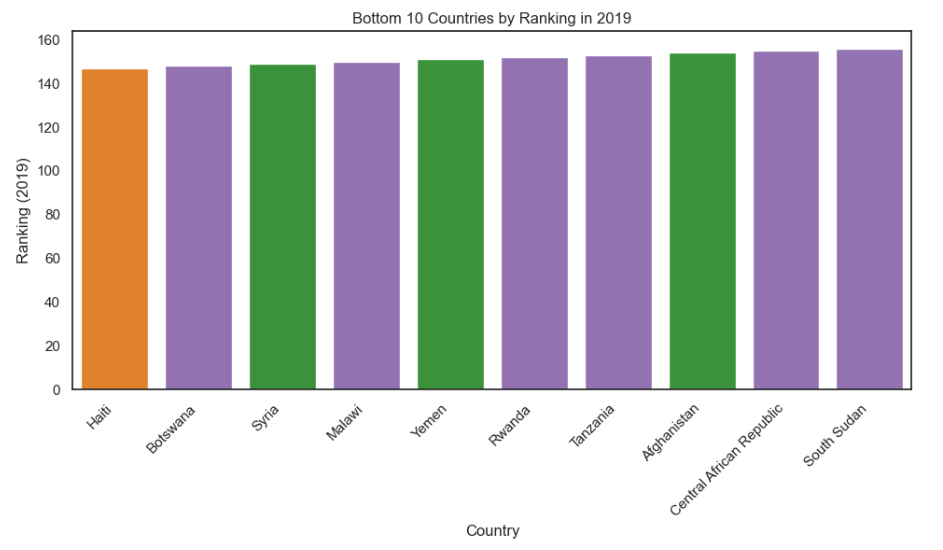 Bottom 10 Countries by Ranking in 2019
Ranking (2019)
160
140
120
100
80
60
40
20
0
Haiti
Botswana
Syria
Malawi
Yemen
Rwanda
Tanzania
Afghanistan
Central African Republic
South Sudan
Country